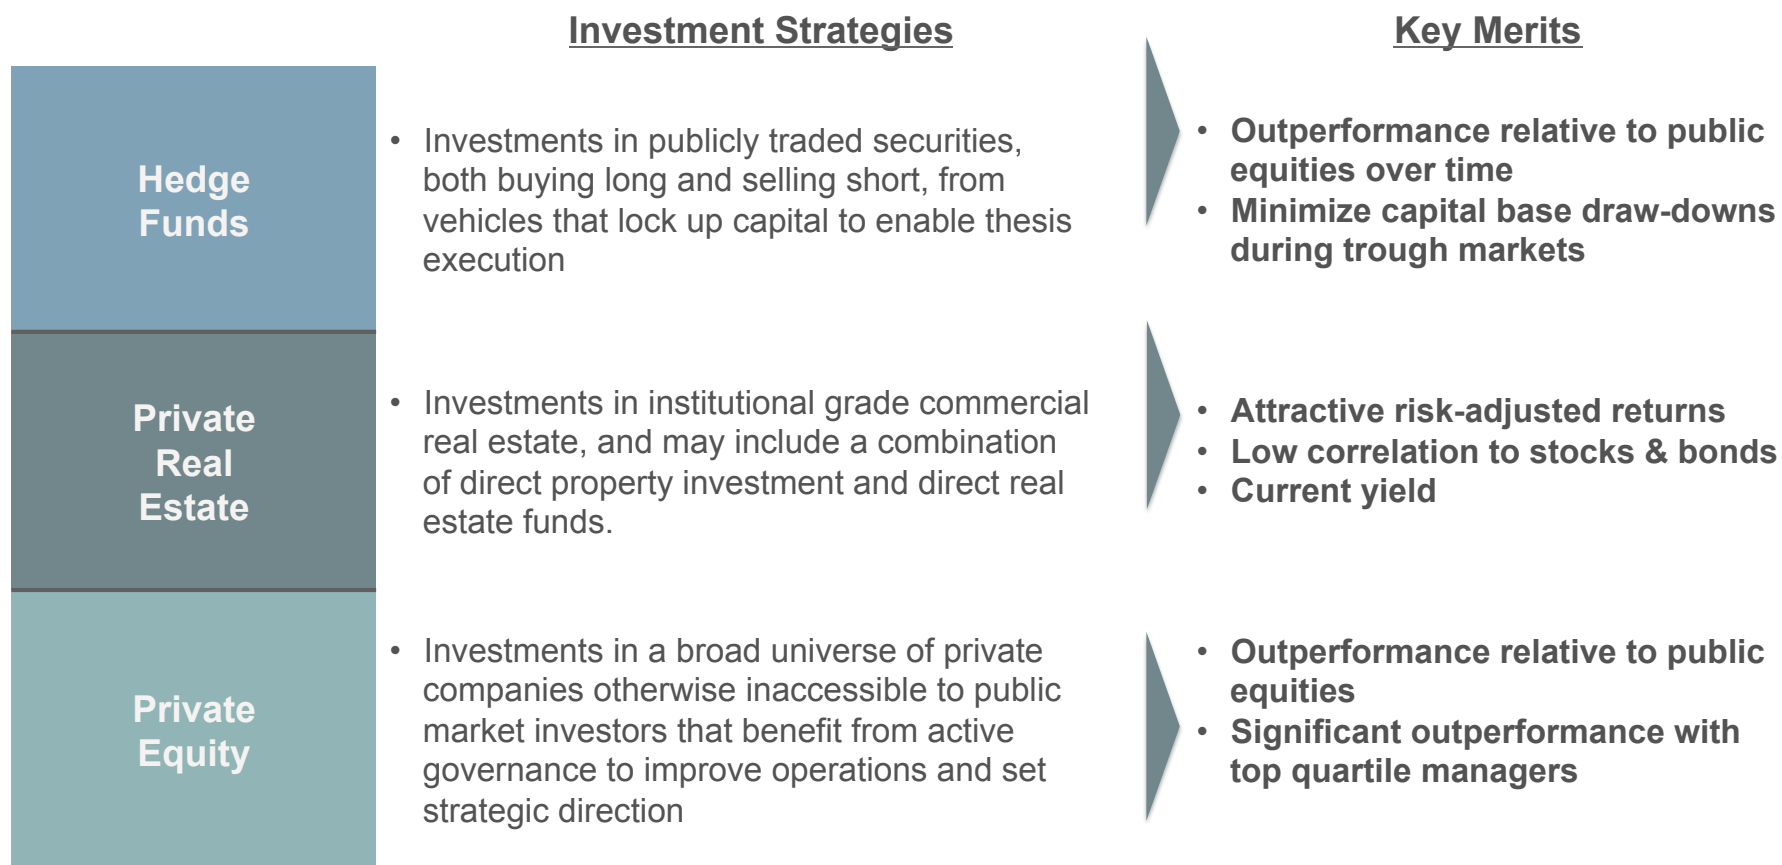 Investment Strategies
Key Merits
Hedge
Funds
• Investments in publicly traded securities,
both buying long and selling short, from
vehicles that lock up capital to enable thesis
execution
• Outperformance relative to public
equities over time
• Minimize capital base draw-downs
during trough markets
Private
Real
Estate
• Investments in institutional grade commercial
real estate, and may include a combination
of direct property investment and direct real
estate funds.
• Attractive risk-adjusted returns
• Low correlation to stocks & bonds
• Current yield
Private
Equity
• Investments in a broad universe of private
companies otherwise inaccessible to public
market investors that benefit from active
governance to improve operations and set
strategic direction
• Outperformance relative to public
equities
• Significant outperformance with
top quartile managers